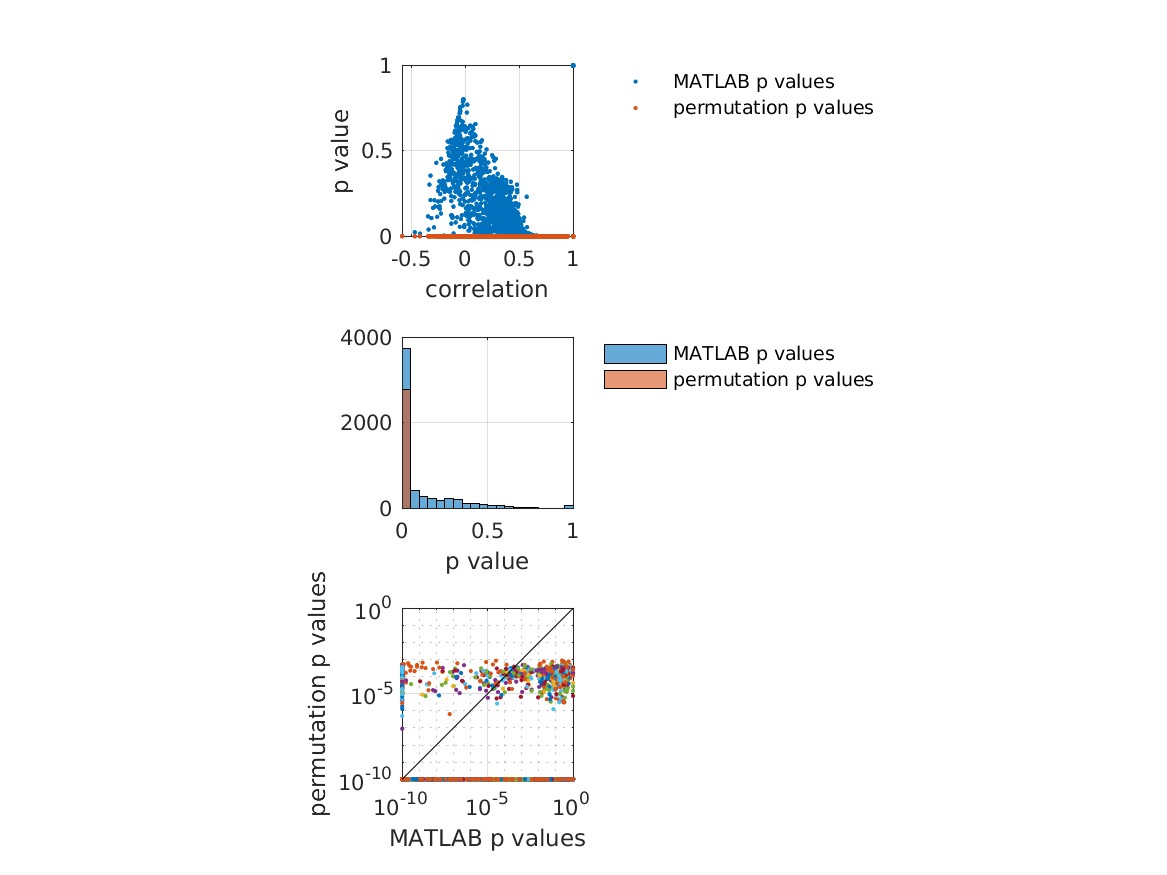 1
0.5
0
p value
-0.5 0 0.5 1
correlation
MATLAB p values
permutation p values
4000
2000
0
0 0.5 1
p value
MATLAB p values
permutation p values
10^0
10^-5
10^-10
permutation p values
10^-10 10^-5 10^0
MATLAB p values